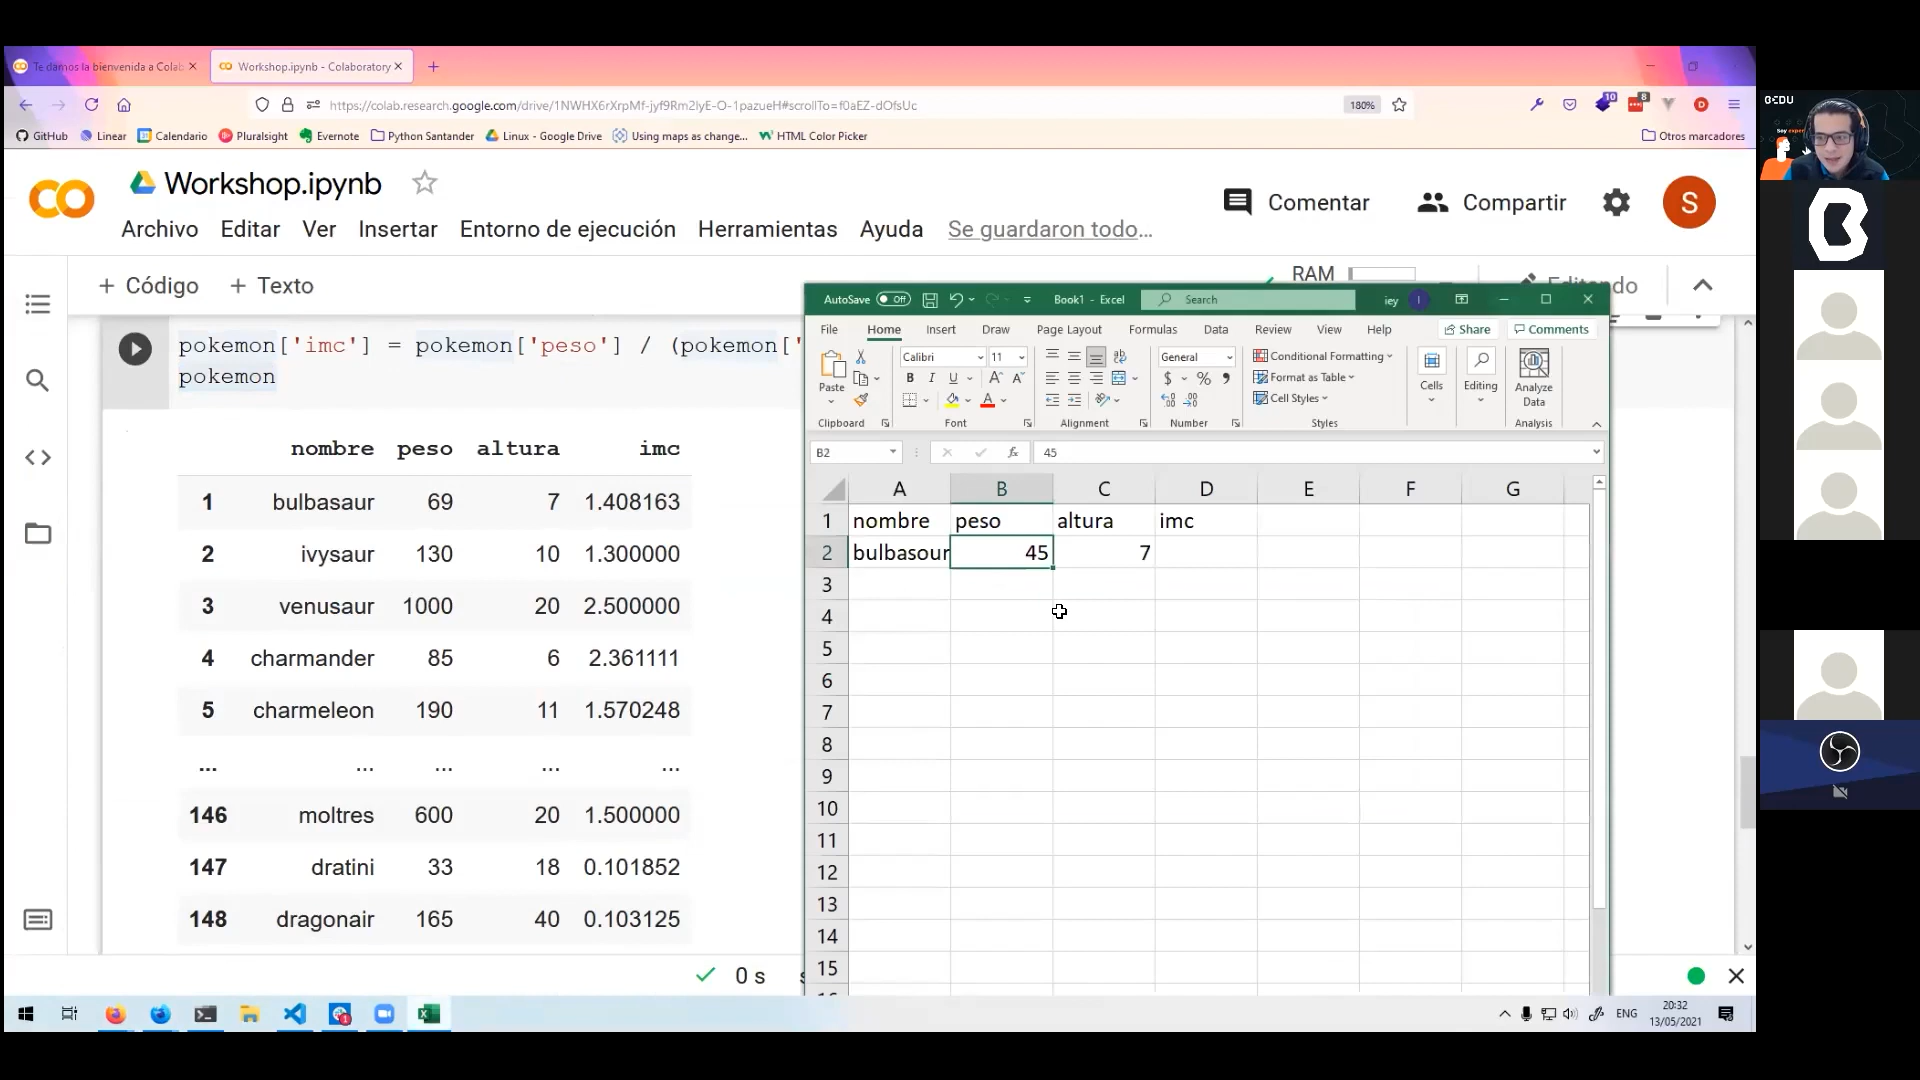 Te damos la bienvenida a Colab
Workshop.ipynb - Colaboratory
https://colab.research.google.com/drive/1NWHX6rXrpMf-jyf9Rm2lyE-O-1pazueH#scrollTo=f0aEZ-dOfsUc
180%
10
8
D
GitHub
Linear
Calendario
Pluralsight
Evernote
Python Santander
Linux - Google Drive
Using maps as change...
HTML Color Picker
Otros marcadores
Workshop.ipynb
Comentar
Compartir
S
Archivo Editar Ver Insertar Entorno de ejecución Herramientas Ayuda Se guardaron todo...
+ Código + Texto
RAM
Editando
pokemon['imc'] = pokemon['peso'] / (pokemon['
pokemon
nombre peso altura imc
1 bulbasaur 69 7 1.408163
2 ivysaur 130 10 1.300000
3 venusaur 1000 20 2.500000
4 charmander 85 6 2.361111
5 charmeleon 190 11 1.570248
... ... ... ... ...
146 moltres 600 20 1.500000
147 dratini 33 18 0.101852
148 dragonair 165 40 0.103125
0 s
AutoSave Off
Book1 - Excel
Search
iey
I
File Home Insert Draw Page Layout Formulas Data Review View Help Share Comments
Paste
Calibri 11
B I U
General
$ %
Conditional Formatting
Format as Table
Cell Styles
Cells
Editing
Analyze Data
Clipboard Font Alignment Number Styles Analysis
B2 fx 45
A B C D E F G
1 nombre peso altura imc
2 bulbasour 45 7
3
4
5
6
7
8
9
10
11
12
13
14
15
ENG
20:32
13/05/2021
BEDU